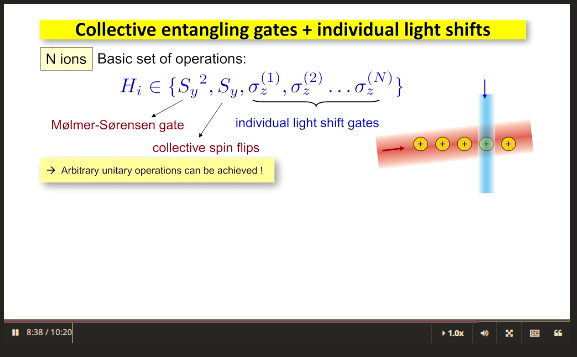 Collective entangling gates + individual light shifts
N ions Basic set of operations:
H_i ∈ {S_y², S_y, σ_z^(1), σ_z^(2) … σ_z^(N)}
Mølmer-Sørensen gate
individual light shift gates
collective spin flips
→ Arbitrary unitary operations can be achieved !
+ + + + +
8:38 / 10:20
1.0x